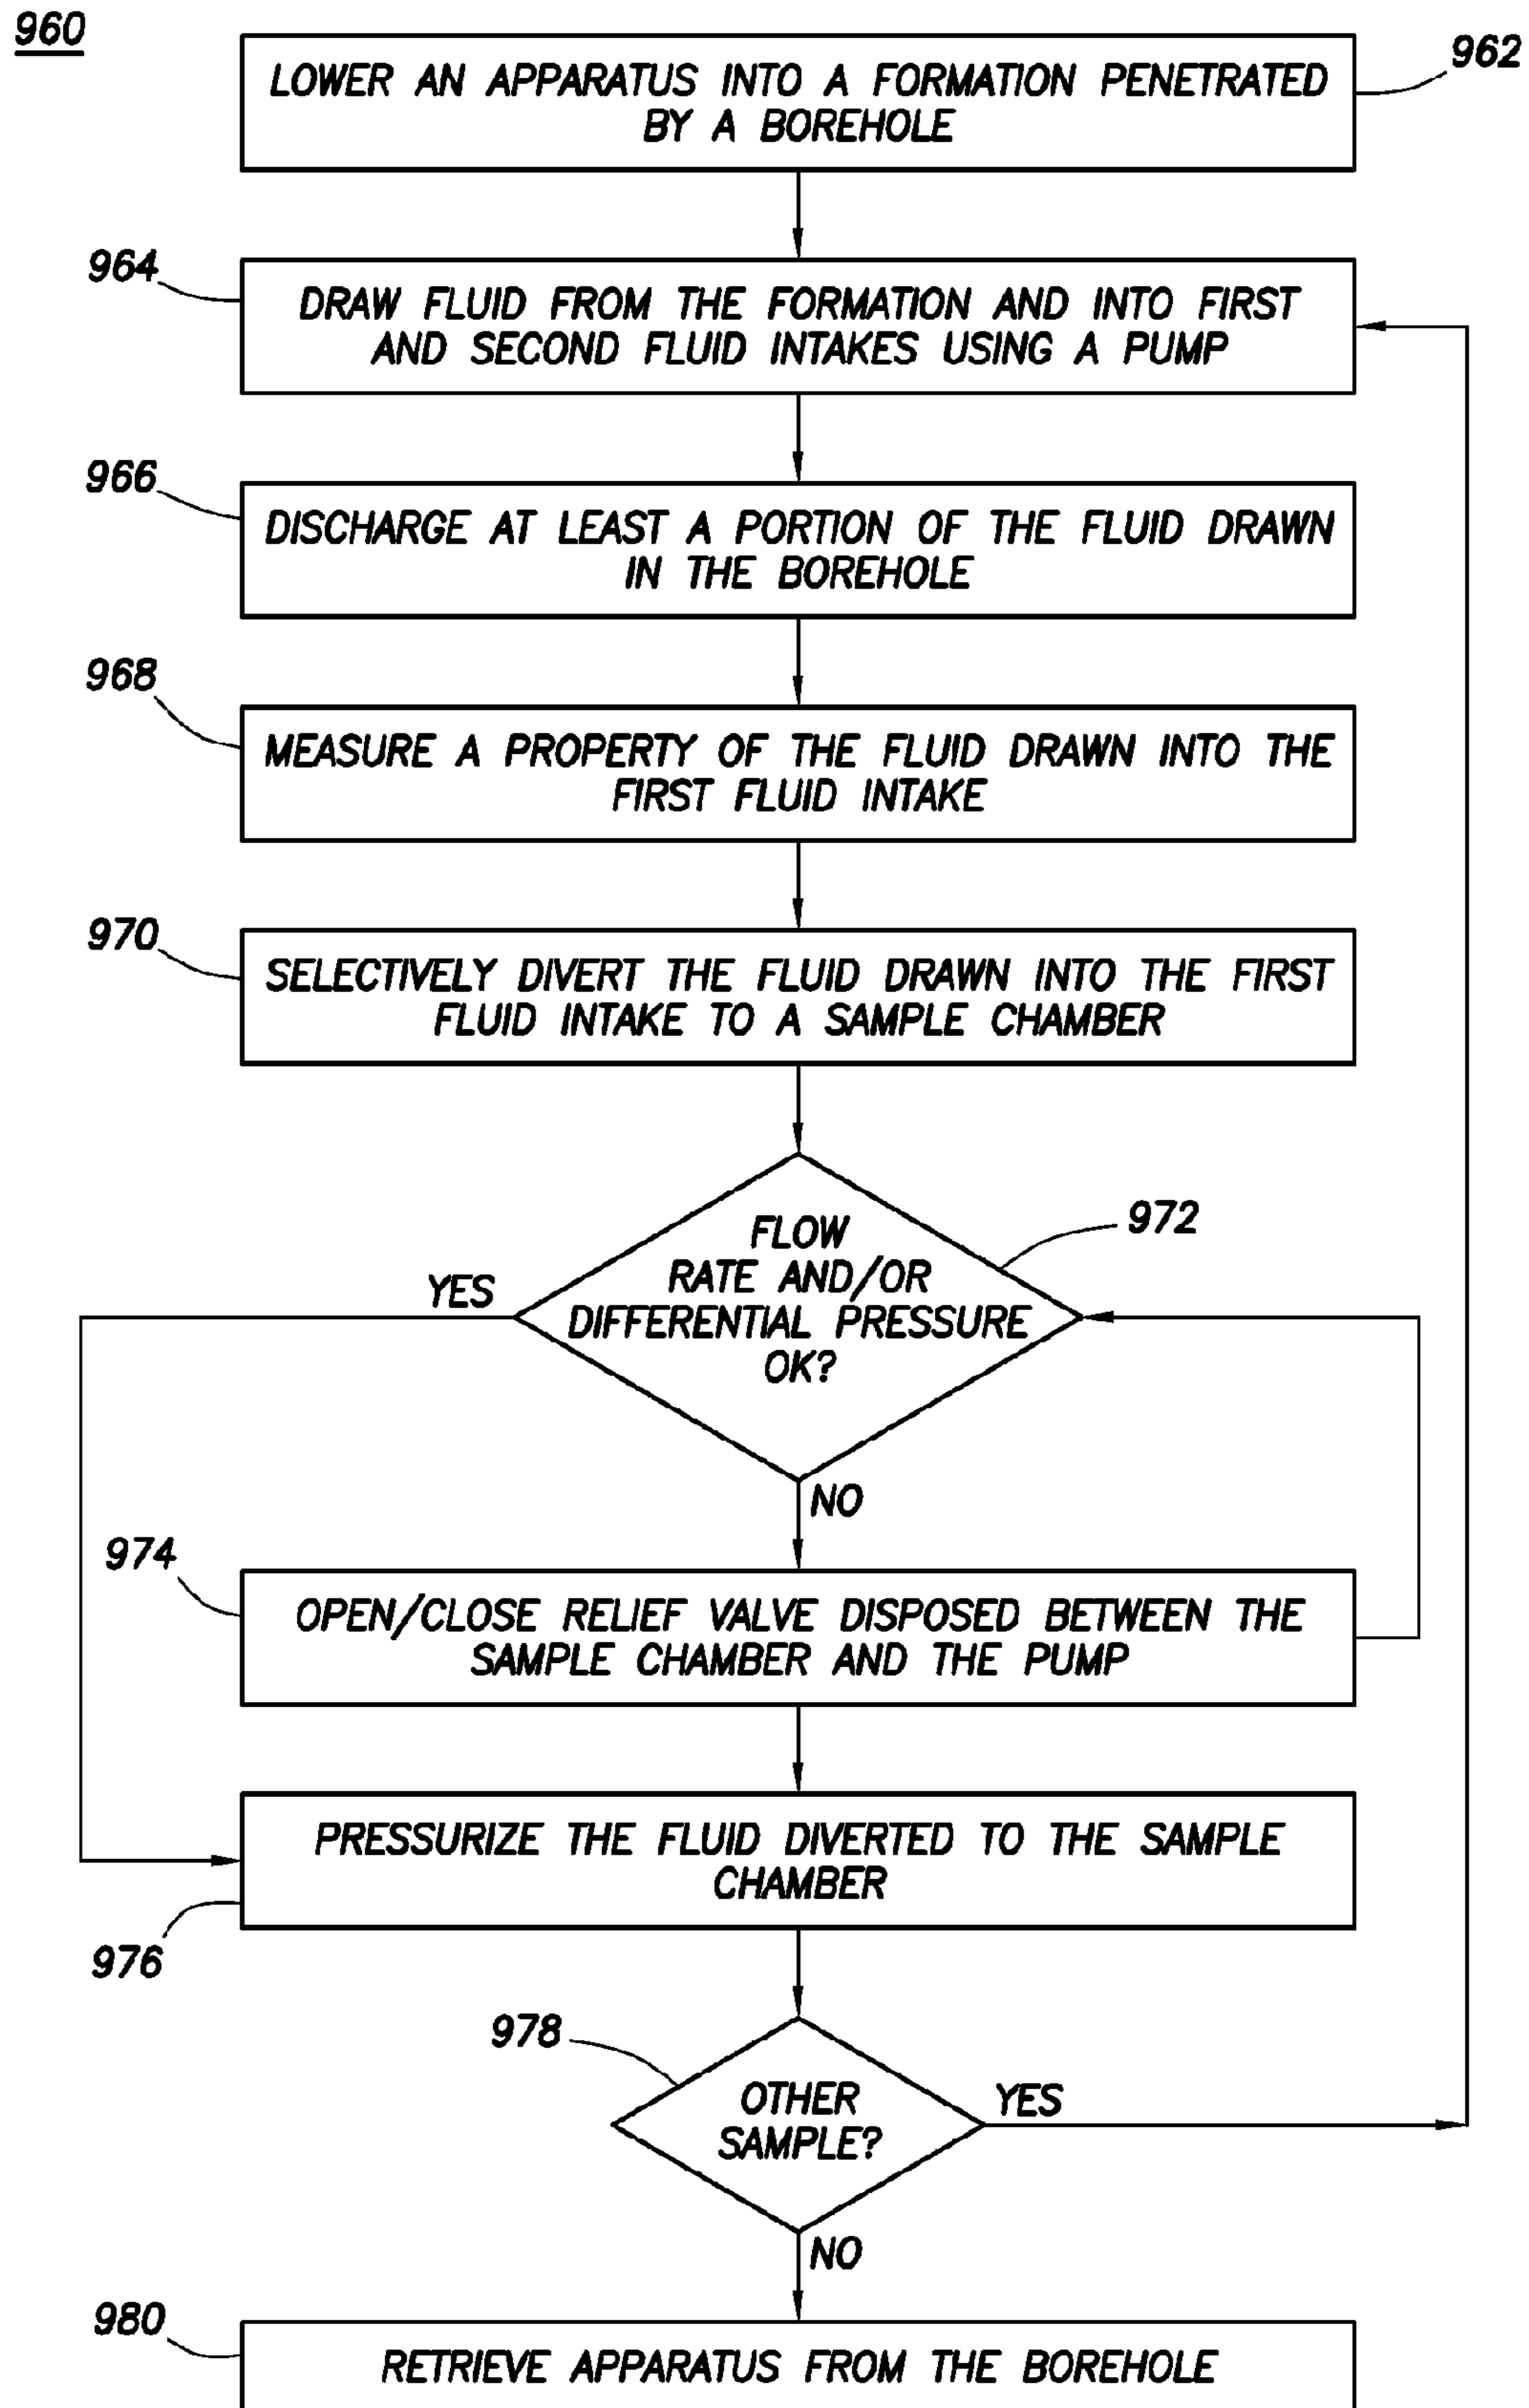 960
LOWER AN APPARATUS INTO A FORMATION PENETRATED
BY A BOREHOLE
962
964
DRAW FLUID FROM THE FORMATION AND INTO FIRST
AND SECOND FLUID INTAKES USING A PUMP
966
DISCHARGE AT LEAST A PORTION OF THE FLUID DRAWN
IN THE BOREHOLE
968
MEASURE A PROPERTY OF THE FLUID DRAWN INTO THE
FIRST FLUID INTAKE
970
SELECTIVELY DIVERT THE FLUID DRAWN INTO THE FIRST
FLUID INTAKE TO A SAMPLE CHAMBER
972
FLOW
RATE AND/OR
DIFFERENTIAL PRESSURE
OK?
YES
NO
974
OPEN/CLOSE RELIEF VALVE DISPOSED BETWEEN THE
SAMPLE CHAMBER AND THE PUMP
PRESSURIZE THE FLUID DIVERTED TO THE SAMPLE
CHAMBER
976
978
OTHER
SAMPLE?
YES
NO
980
RETRIEVE APPARATUS FROM THE BOREHOLE